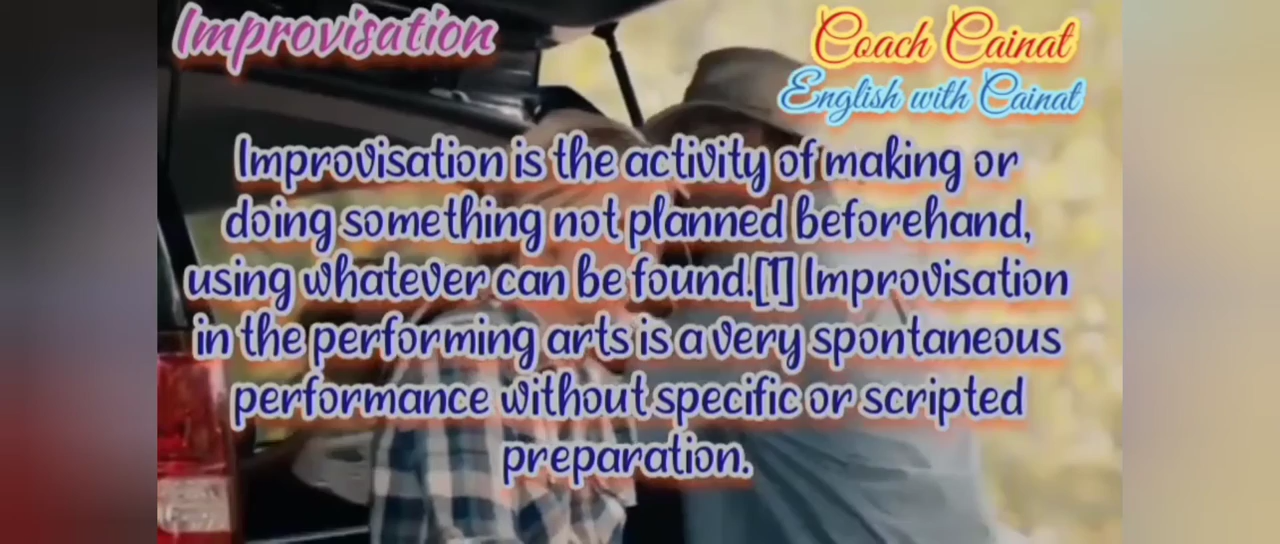 Improvisation
Coach Cainat
English with Cainat
Improvisation is the activity of making or
doing something not planned beforehand,
using whatever can be found.[1] Improvisation
in the performing arts is a very spontaneous
performance without specific or scripted
preparation.